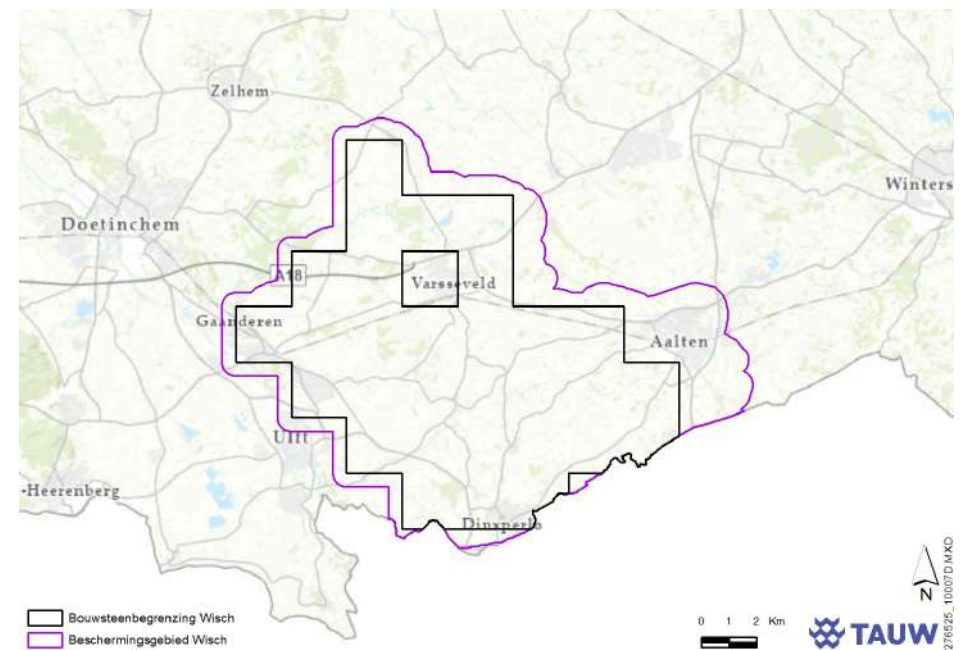 Zelhem
Winters
Doetinchem
A18
Varsseveld
Gaanderen
Aalten
Ulft
-Heerenberg
Dinxperlo
Bouwsteenbegrenzing Wisch
Beschermingsgebied Wisch
0 1 2 Km
N
TAUW
276525_10007D.MXD